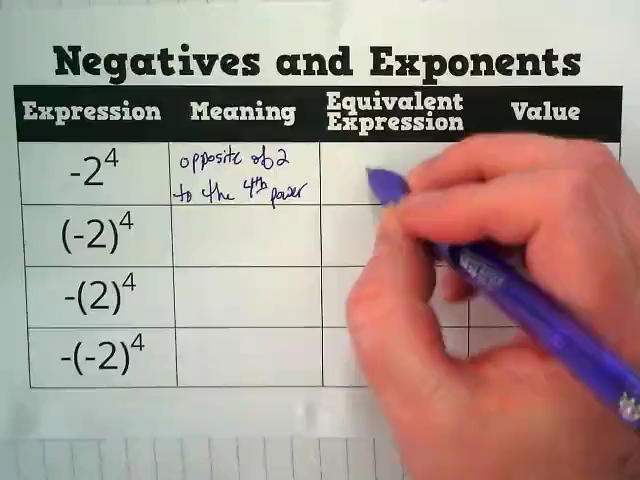 Negatives and Exponents
Expression Meaning Equivalent Expression Value
-2⁴ opposite of 2 to the 4th power
(-2)⁴
-(2)⁴
-(-2)⁴